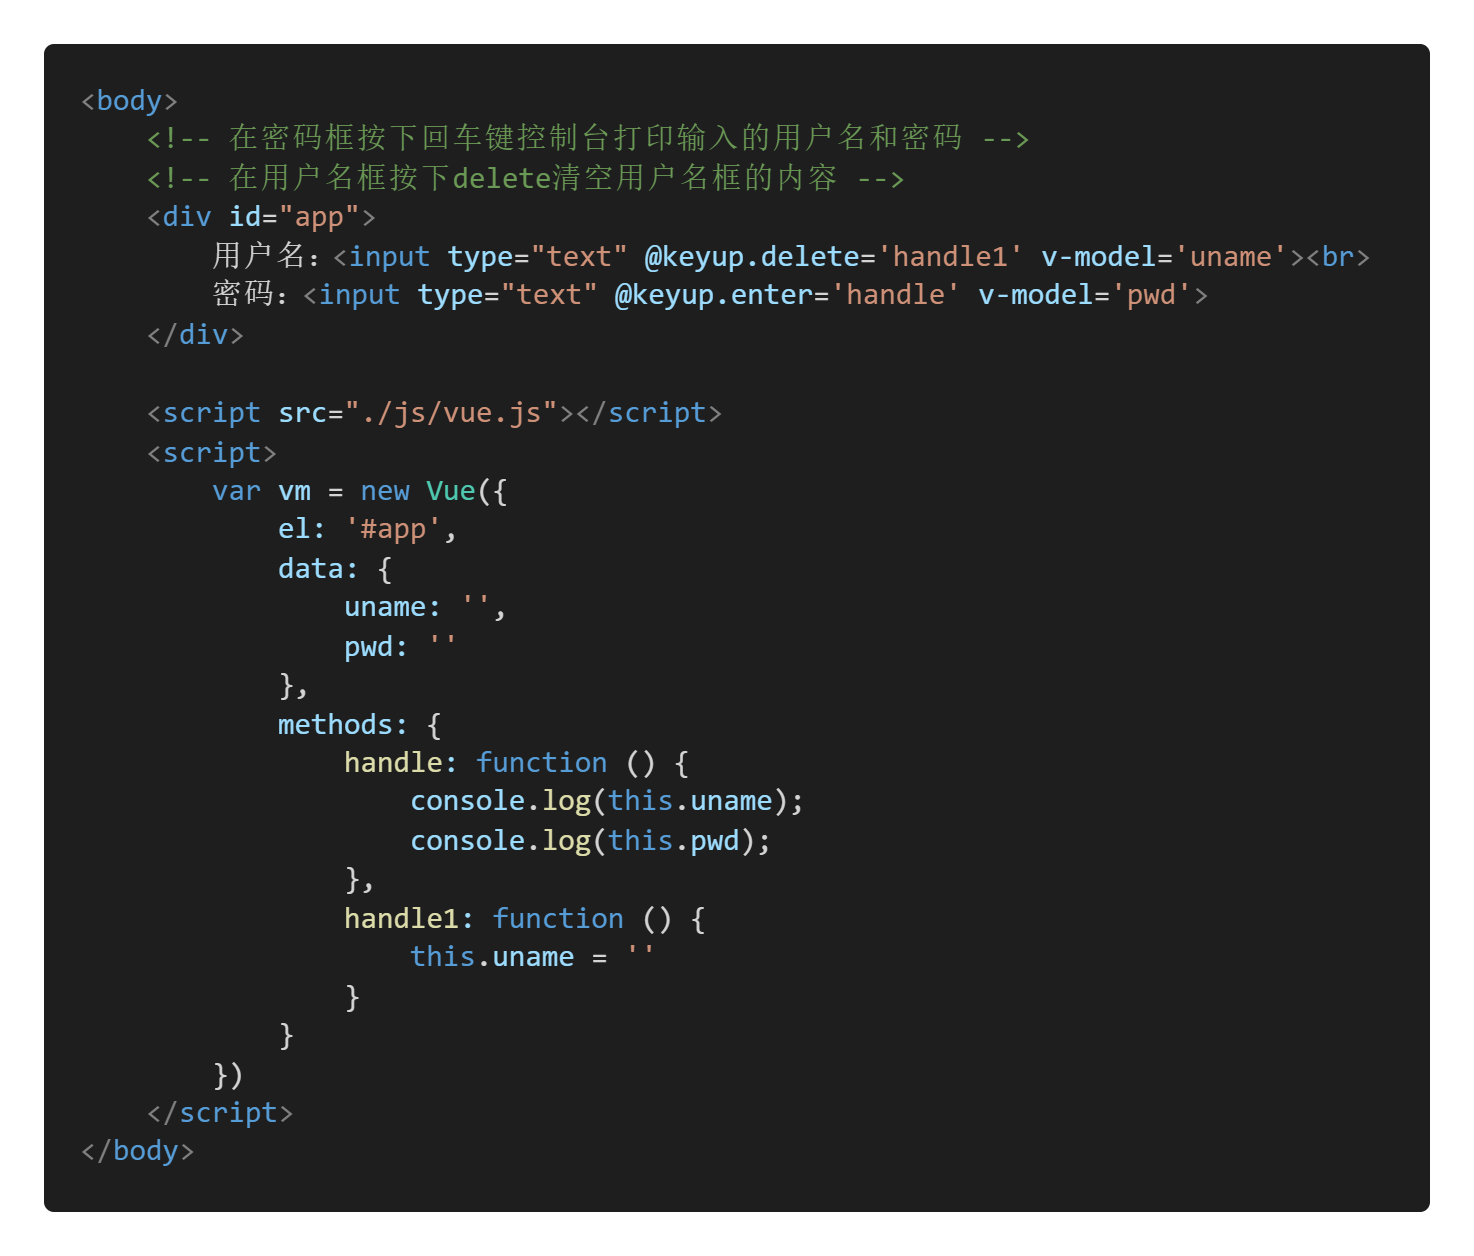 <body>
    <!-- 在密码框按下回车键控制台打印输入的用户名和密码 -->
    <!-- 在用户名框按下delete清空用户名框的内容 -->
    <div id="app">
        用户名：<input type="text" @keyup.delete='handle1' v-model='uname'><br>
        密码：<input type="text" @keyup.enter='handle' v-model='pwd'>
    </div>

    <script src="./js/vue.js"></script>
    <script>
        var vm = new Vue({
            el: '#app',
            data: {
                uname: '',
                pwd: ''
            },
            methods: {
                handle: function () {
                    console.log(this.uname);
                    console.log(this.pwd);
                },
                handle1: function () {
                    this.uname = ''
                }
            }
        })
    </script>
</body>